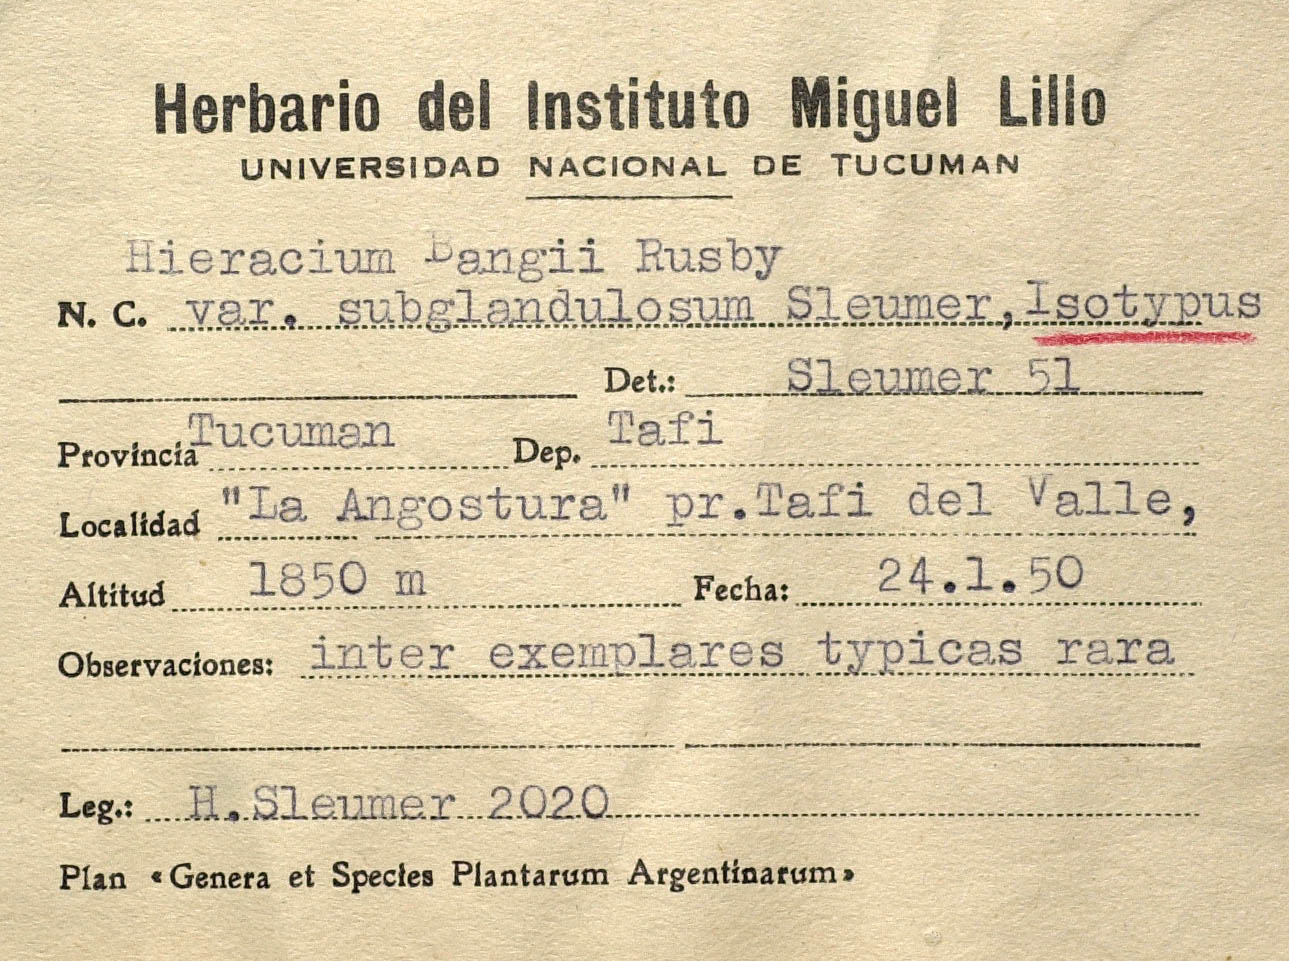 Herbario del Instituto Miguel Lillo
UNIVERSIDAD NACIONAL DE TUCUMAN
Hieracium Bangii Rusby
N. C. var. subglandulosum Sleumer, Isotypus
Det.: Sleumer 51
Provincia Tucuman Dep. Tafi
Localidad "La Angostura" pr. Tafi del Valle,
Altitud 1850 m Fecha: 24.1.50
Observaciones: inter exemplares typicas rara
Leg.: H. Sleumer 2020
Plan «Genera et Species Plantarum Argentinarum»